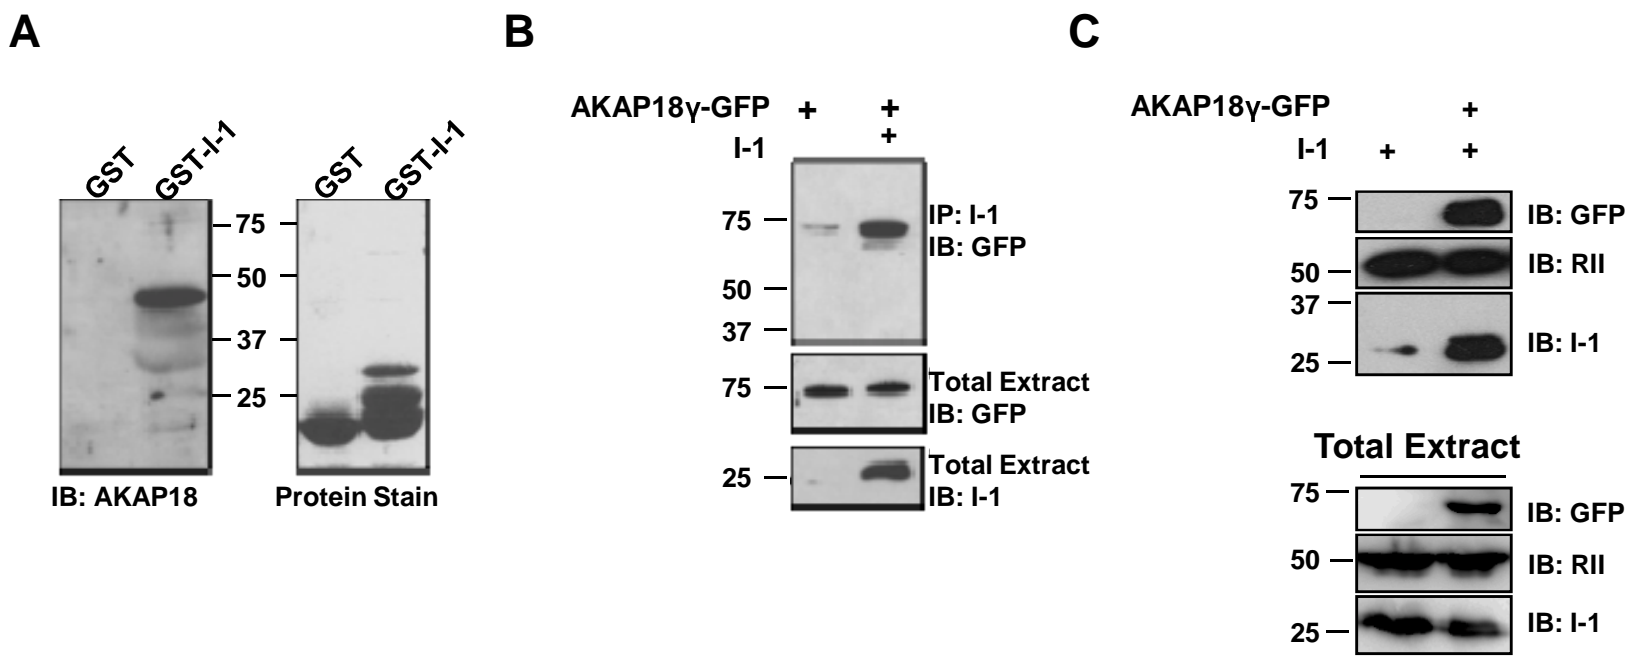 A
GST
GST-I-1
GST
GST-I-1
75
50
37
25
IB: AKAP18
Protein Stain
B
AKAP18γ-GFP + +
I-1 +
75
50
37
IP: I-1
IB: GFP
75
Total Extract
IB: GFP
25
Total Extract
IB: I-1
C
AKAP18γ-GFP +
I-1 + +
75
IB: GFP
50
IB: RII
37
25
IB: I-1
Total Extract
75
IB: GFP
50
IB: RII
25
IB: I-1